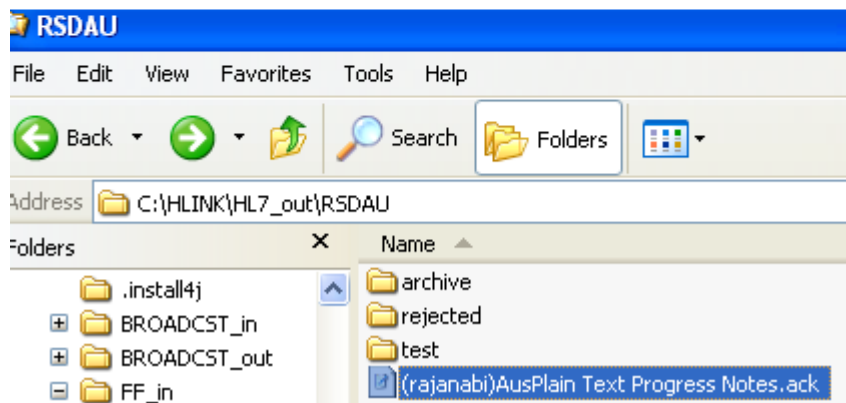 RSDAU
File Edit View Favorites Tools Help
Back Search Folders
Address C:\HLINK\HL7_out\RSDAU
Folders X Name
.install4j
BROADCST_in
BROADCST_out
FF_in
archive
rejected
test
(rajanabi)AusPlain Text Progress Notes.ack